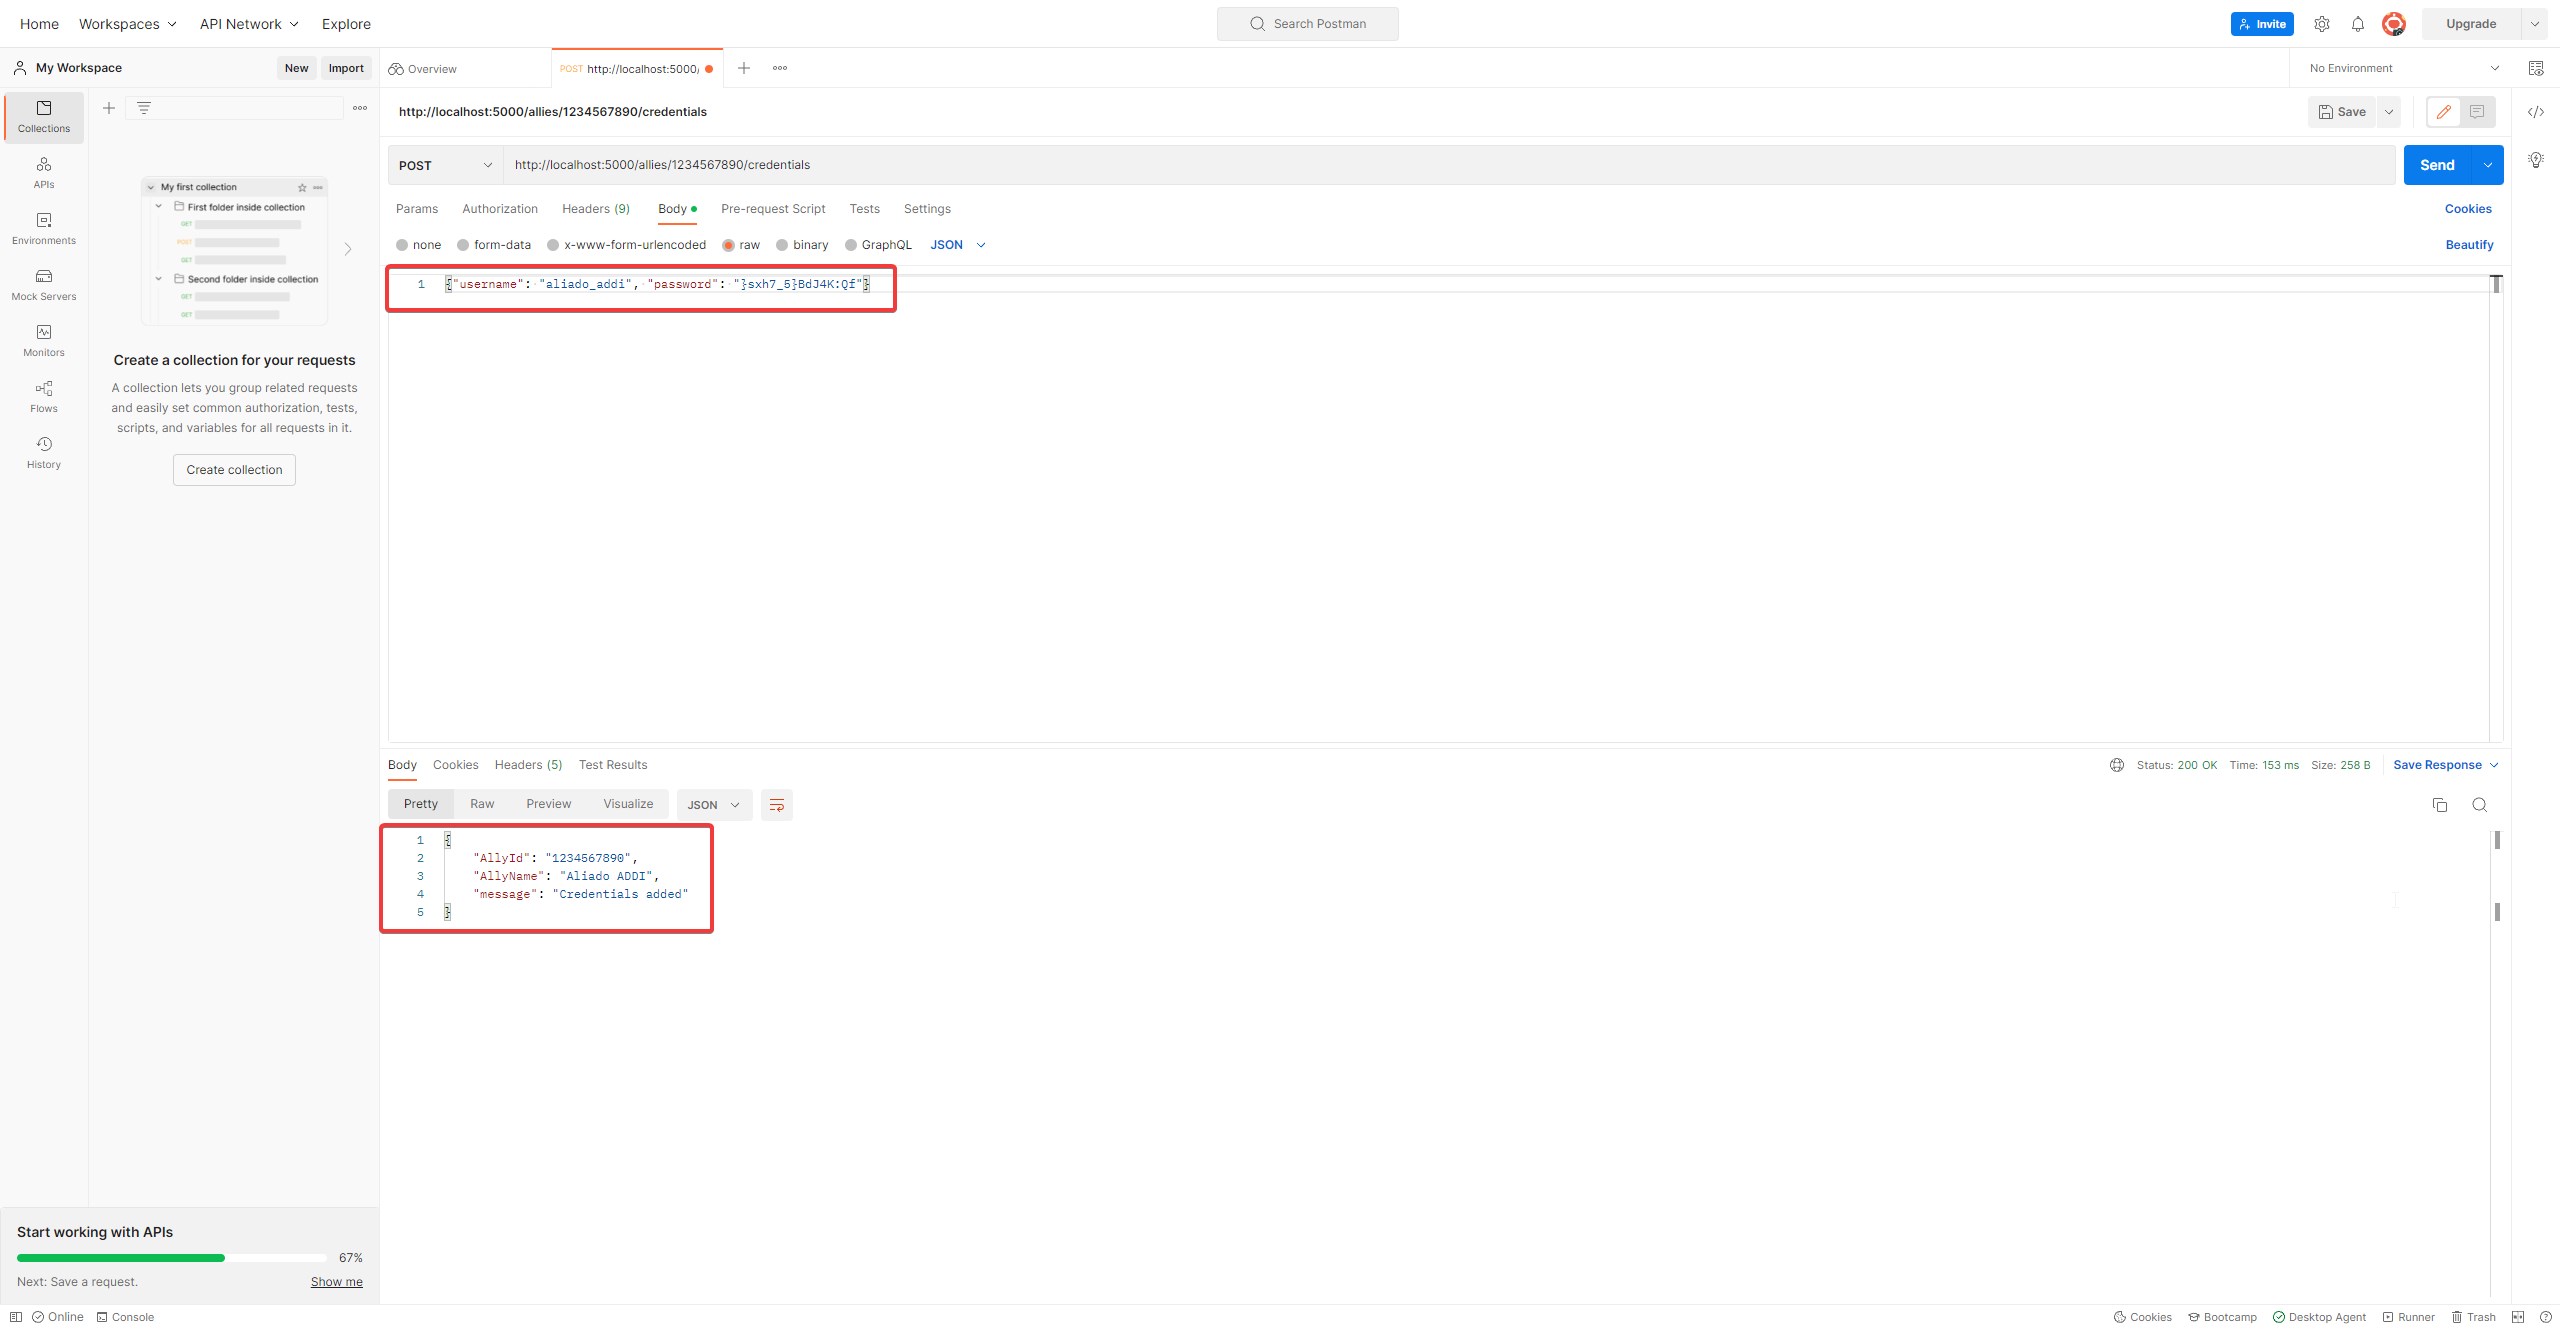 Home Workspaces API Network Explore Search Postman Invite Upgrade
My Workspace New Import Overview POST http://localhost:5000/ No Environment
Collections
APIs
Environments
Mock Servers
Monitors
Flows
History
My first collection
First folder inside collection
GET
POST
GET
Second folder inside collection
GET
GET
Create a collection for your requests
A collection lets you group related requests
and easily set common authorization, tests,
scripts, and variables for all requests in it.
Create collection
http://localhost:5000/allies/1234567890/credentials Save
POST http://localhost:5000/allies/1234567890/credentials Send
Params Authorization Headers (9) Body Pre-request Script Tests Settings Cookies
none form-data x-www-form-urlencoded raw binary GraphQL JSON Beautify
1 {"username": "aliado_addi", "password": "}sxh7_5}BdJ4K:Qf"}
Body Cookies Headers (5) Test Results Status: 200 OK Time: 153 ms Size: 258 B Save Response
Pretty Raw Preview Visualize JSON
1 {
2 "AllyId": "1234567890",
3 "AllyName": "Aliado ADDI",
4 "message": "Credentials added"
5 }
Start working with APIs
67%
Next: Save a request. Show me
Online Console Cookies Bootcamp Desktop Agent Runner Trash